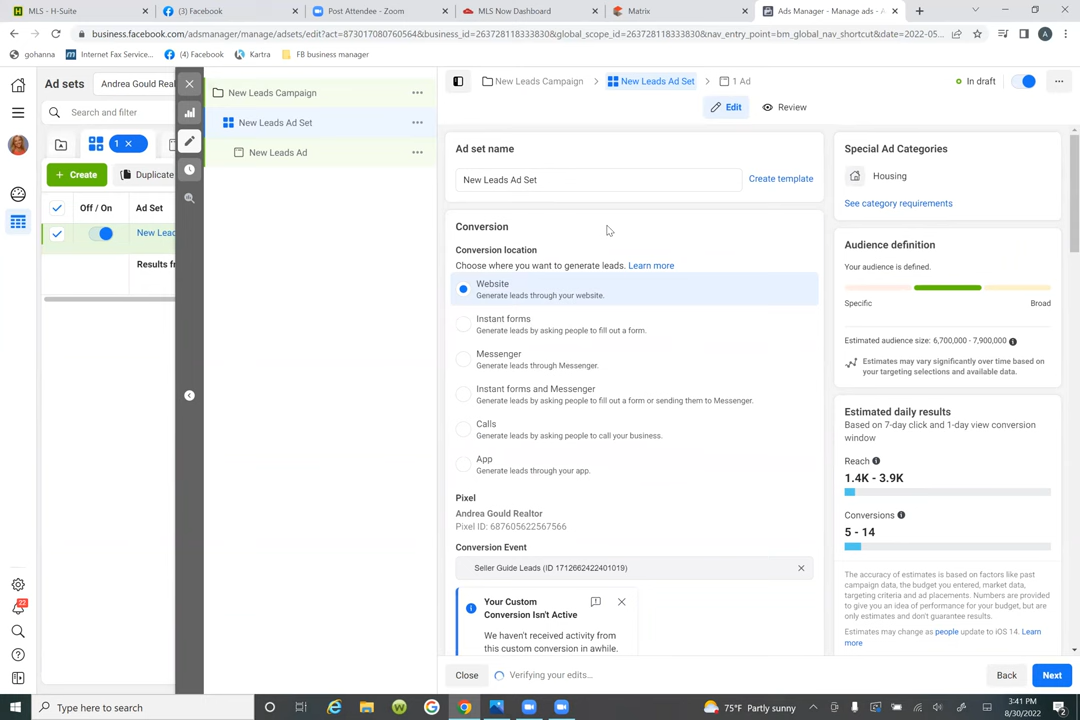 MLS - H-Suite
(3) Facebook
Post Attendee - Zoom
MLS Now Dashboard
Matrix
Ads Manager - Manage ads - A
business.facebook.com/adsmanager/manage/adsets/edit?act=873017080760564&business_id=263728118333830&global_scope_id=263728118333830&nav_entry_point=bm_global_nav_shortcut&date=2022-05...
gohanna
Internet Fax Service...
(4) Facebook
Kartra
FB business manager
Ad sets
Andrea Gould Realt
Search and filter
1
+ Create
Duplicate
Off / On
Ad Set
New Leac
Results fr
22
New Leads Campaign
New Leads Ad Set
New Leads Ad
New Leads Campaign
New Leads Ad Set
1 Ad
In draft
Edit
Review
Ad set name
New Leads Ad Set
Create template
Conversion
Conversion location
Choose where you want to generate leads. Learn more
Website
Generate leads through your website.
Instant forms
Generate leads by asking people to fill out a form.
Messenger
Generate leads through Messenger.
Instant forms and Messenger
Generate leads by asking people to fill out a form or sending them to Messenger.
Calls
Generate leads by asking people to call your business.
App
Generate leads through your app.
Pixel
Andrea Gould Realtor
Pixel ID: 687605622567566
Conversion Event
Seller Guide Leads (ID 1712662422401019)
Your Custom
Conversion Isn't Active
We haven't received activity from
this custom conversion in awhile.
Close
Verifying your edits...
Back
Next
Special Ad Categories
Housing
See category requirements
Audience definition
Your audience is defined.
Specific
Broad
Estimated audience size: 6,700,000 - 7,900,000
Estimates may vary significantly over time based on
your targeting selections and available data.
Estimated daily results
Based on 7-day click and 1-day view conversion
window
Reach
1.4K - 3.9K
Conversions
5 - 14
The accuracy of estimates is based on factors like past
campaign data, the budget you entered, market data,
targeting criteria and ad placements. Numbers are provided
to give you an idea of performance for your budget, but are
only estimates and don't guarantee results.
Estimates may change as people update to iOS 14. Learn
more
Type here to search
75°F Partly sunny
3:41 PM
8/30/2022
2